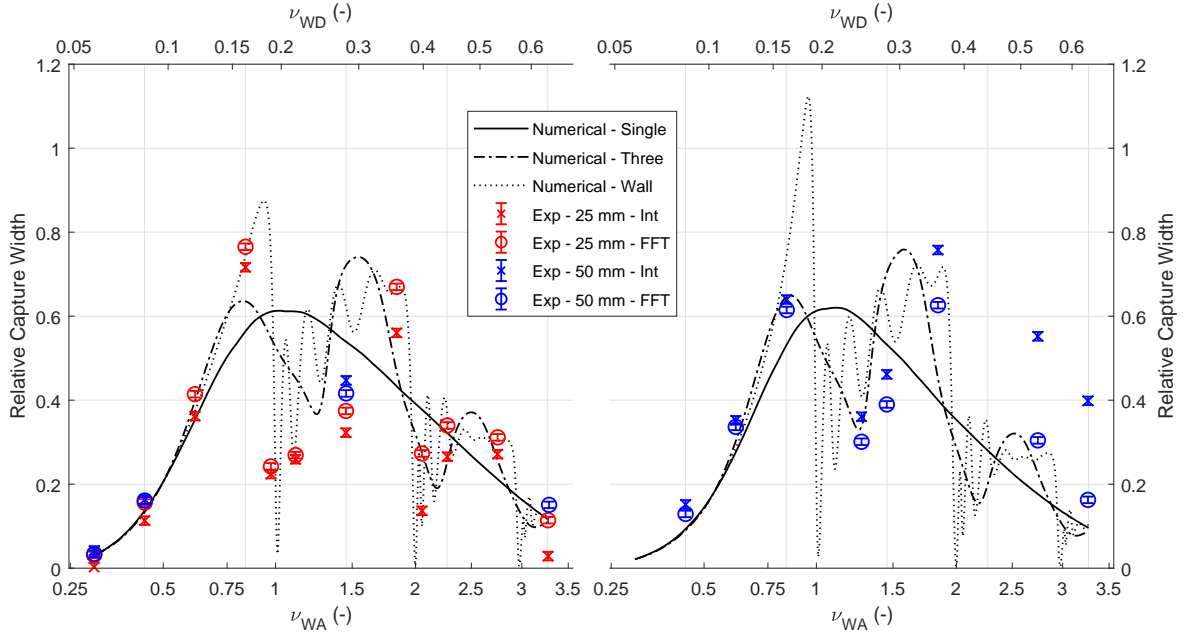 ν_WD (-)
ν_WD (-)
0.05 0.1 0.15 0.2 0.3 0.4 0.5 0.6
0.05 0.1 0.15 0.2 0.3 0.4 0.5 0.6
1.2
1
0.8
0.6
0.4
0.2
0
Relative Capture Width
Numerical - Single
Numerical - Three
Numerical - Wall
Exp - 25 mm - Int
Exp - 25 mm - FFT
Exp - 50 mm - Int
Exp - 50 mm - FFT
1.2
1
0.8
0.6
0.4
0.2
0
Relative Capture Width
0.25 0.5 0.75 1 1.5 2 2.5 3 3.5
0.25 0.5 0.75 1 1.5 2 2.5 3 3.5
ν_WA (-)
ν_WA (-)